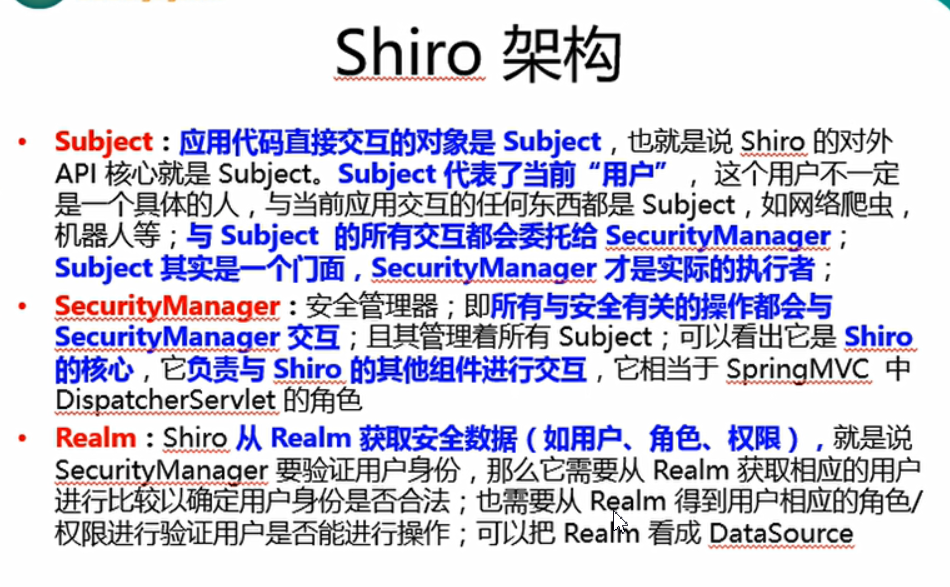 Shiro 架构
• Subject：应用代码直接交互的对象是 Subject，也就是说 Shiro 的对外
API 核心就是 Subject。Subject 代表了当前“用户”， 这个用户不一定
是一个具体的人，与当前应用交互的任何东西都是 Subject，如网络爬虫，
机器人等；与 Subject 的所有交互都会委托给 SecurityManager；
Subject 其实是一个门面，SecurityManager 才是实际的执行者；
• SecurityManager：安全管理器；即所有与安全有关的操作都会与
SecurityManager 交互；且其管理着所有 Subject；可以看出它是 Shiro
的核心，它负责与 Shiro 的其他组件进行交互，它相当于 SpringMVC 中
DispatcherServlet 的角色
• Realm：Shiro 从 Realm 获取安全数据（如用户、角色、权限），就是说
SecurityManager 要验证用户身份，那么它需要从 Realm 获取相应的用户
进行比较以确定用户身份是否合法；也需要从 Realm 得到用户相应的角色/
权限进行验证用户是否能进行操作；可以把 Realm 看成 DataSource